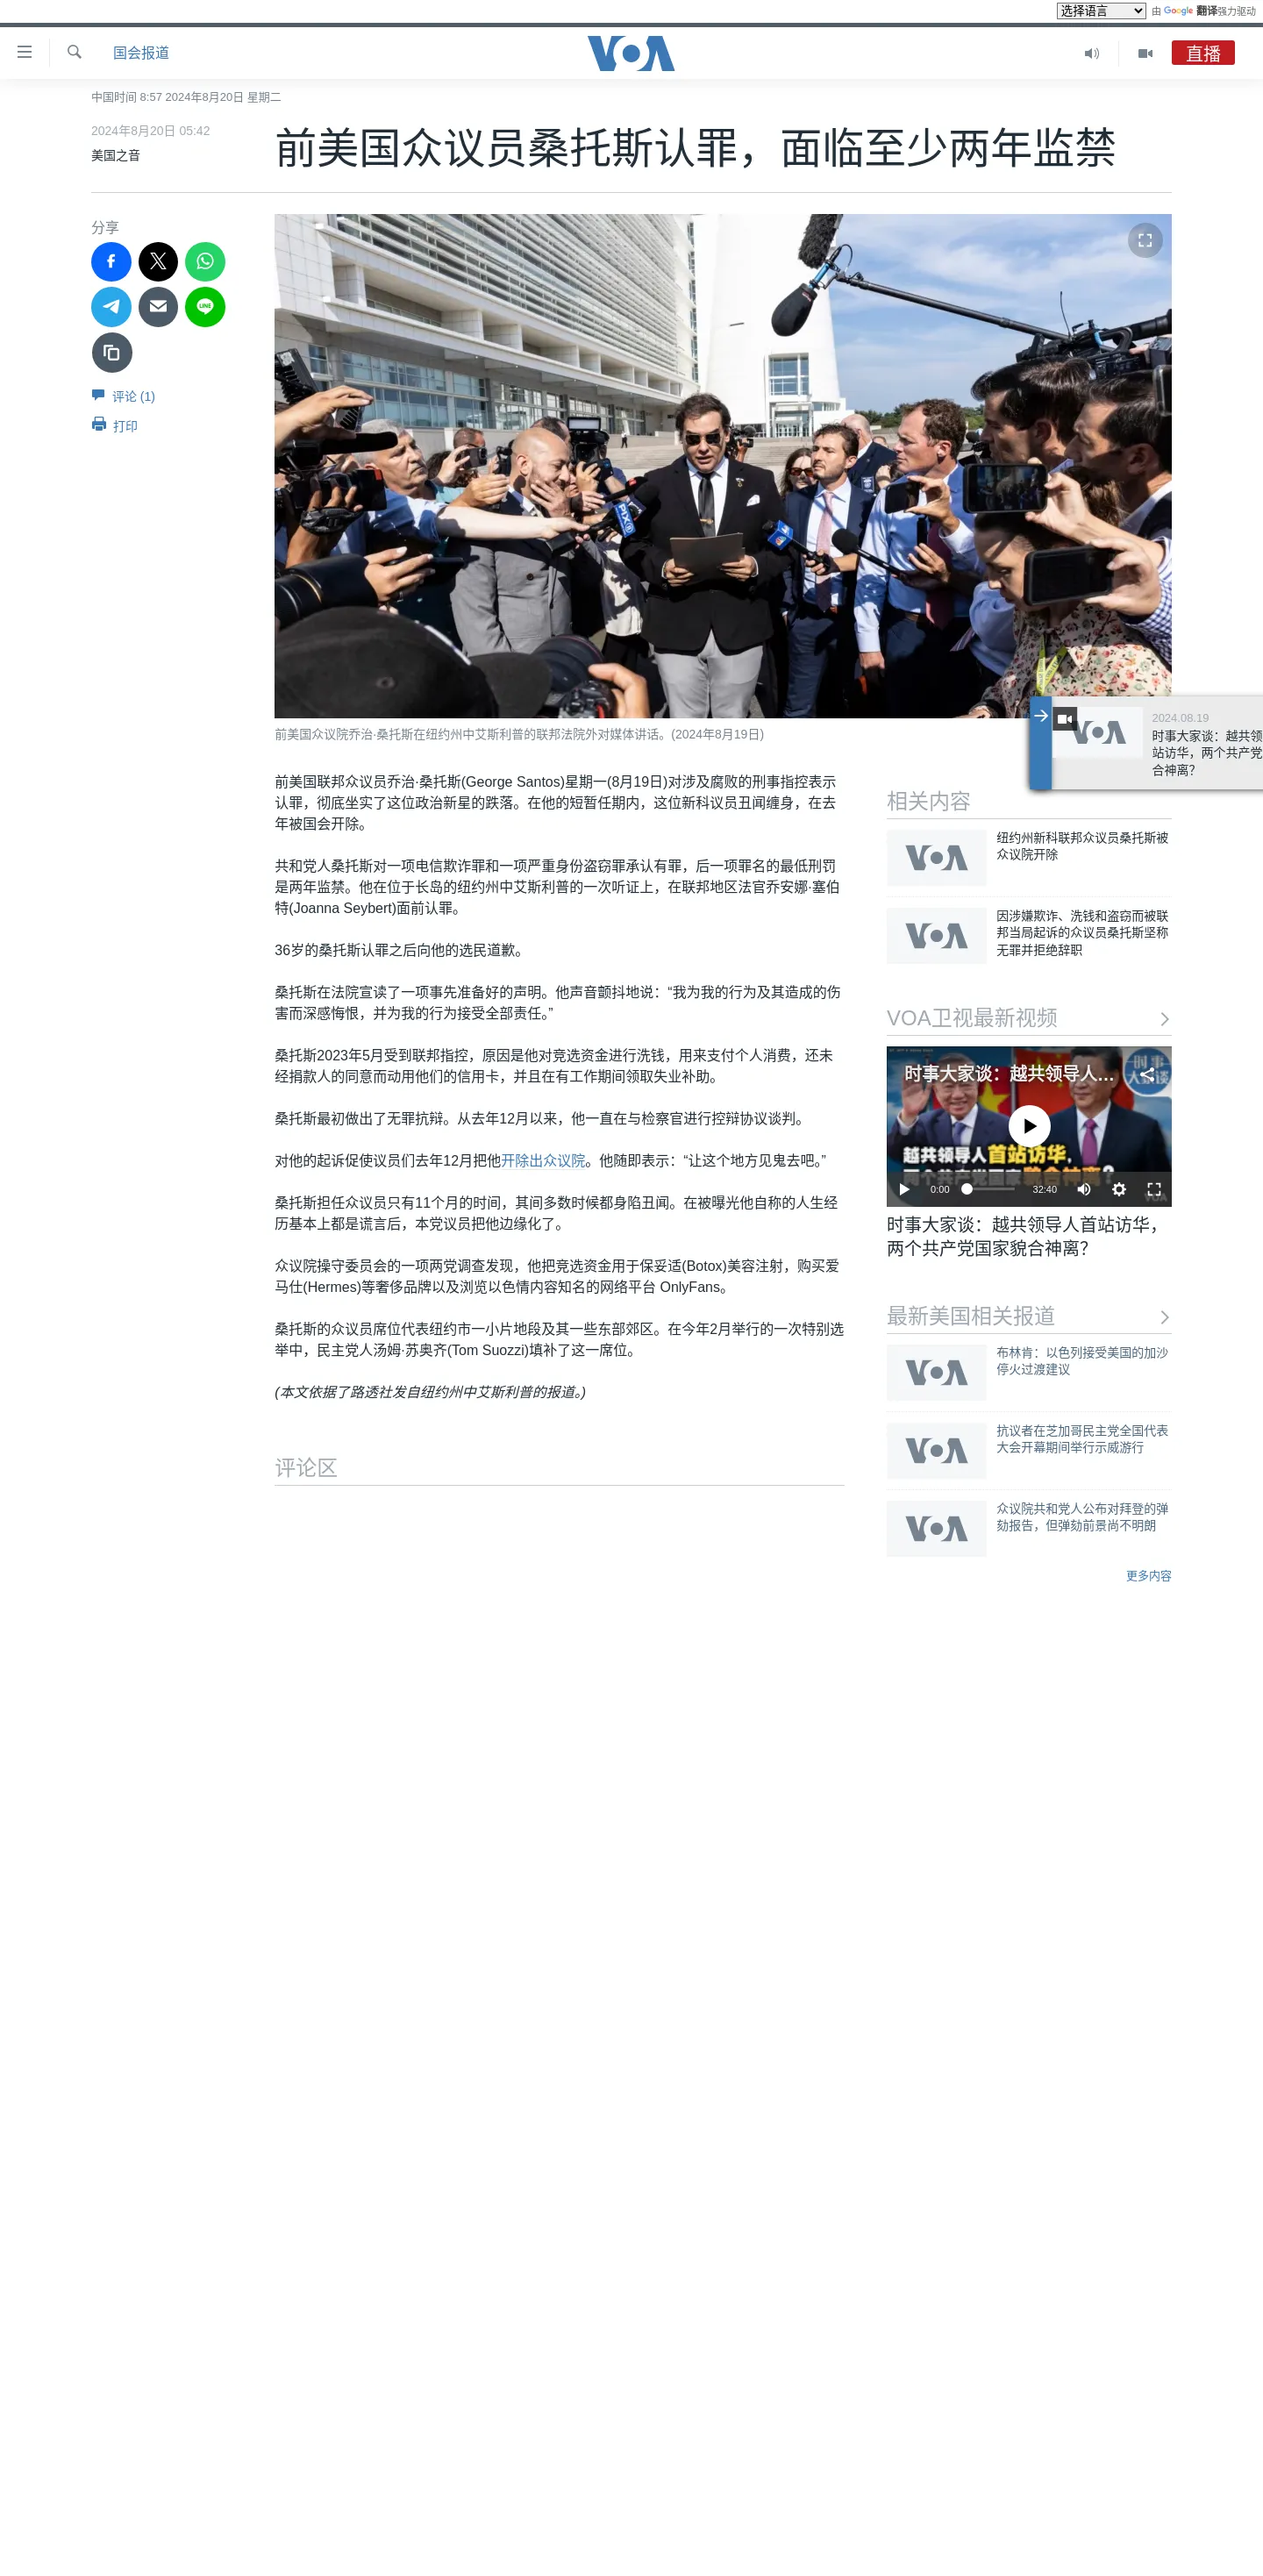 选择语言 由 Google 翻译强力驱动
国会报道
VOA
直播
中国时间 8:57 2024年8月20日 星期二
2024年8月20日 05:42
美国之音
前美国众议员桑托斯认罪，面临至少两年监禁
分享
LINE
评论 (1)
打印
PIX11
前美国众议员乔治·桑托斯在纽约州中艾斯利普的联邦法院外对媒体讲话。(2024年8月19日)
VOA
2024.08.19
时事大家谈：越共领
站访华，两个共产党
合神离？
前美国联邦众议员乔治·桑托斯(George Santos)星期一(8月19日)对涉及腐败的刑事指控表示
认罪，彻底坐实了这位政治新星的跌落。在他的短暂任期内，这位新科议员丑闻缠身，在去
年被国会开除。
共和党人桑托斯对一项电信欺诈罪和一项严重身份盗窃罪承认有罪，后一项罪名的最低刑罚
是两年监禁。他在位于长岛的纽约州中艾斯利普的一次听证上，在联邦地区法官乔安娜·塞伯
特(Joanna Seybert)面前认罪。
36岁的桑托斯认罪之后向他的选民道歉。
桑托斯在法院宣读了一项事先准备好的声明。他声音颤抖地说：“我为我的行为及其造成的伤
害而深感悔恨，并为我的行为接受全部责任。”
桑托斯2023年5月受到联邦指控，原因是他对竞选资金进行洗钱，用来支付个人消费，还未
经捐款人的同意而动用他们的信用卡，并且在有工作期间领取失业补助。
桑托斯最初做出了无罪抗辩。从去年12月以来，他一直在与检察官进行控辩协议谈判。
对他的起诉促使议员们去年12月把他开除出众议院。他随即表示：“让这个地方见鬼去吧。”
桑托斯担任众议员只有11个月的时间，其间多数时候都身陷丑闻。在被曝光他自称的人生经
历基本上都是谎言后，本党议员把他边缘化了。
众议院操守委员会的一项两党调查发现，他把竞选资金用于保妥适(Botox)美容注射，购买爱
马仕(Hermes)等奢侈品牌以及浏览以色情内容知名的网络平台 OnlyFans。
桑托斯的众议员席位代表纽约市一小片地段及其一些东部郊区。在今年2月举行的一次特别选
举中，民主党人汤姆·苏奥齐(Tom Suozzi)填补了这一席位。
(本文依据了路透社发自纽约州中艾斯利普的报道。)
评论区
相关内容
VOA
纽约州新科联邦众议员桑托斯被
众议院开除
VOA
因涉嫌欺诈、洗钱和盗窃而被联
邦当局起诉的众议员桑托斯坚称
无罪并拒绝辞职
VOA卫视最新视频
时事大家谈：越共领导人...
时事
大家谈
越共领导人首站访华，
两个共产党国家貌合神离？
VOA
0:00
32:40
时事大家谈：越共领导人首站访华，
两个共产党国家貌合神离？
最新美国相关报道
VOA
布林肯：以色列接受美国的加沙
停火过渡建议
VOA
抗议者在芝加哥民主党全国代表
大会开幕期间举行示威游行
VOA
众议院共和党人公布对拜登的弹
劾报告，但弹劾前景尚不明朗
更多内容